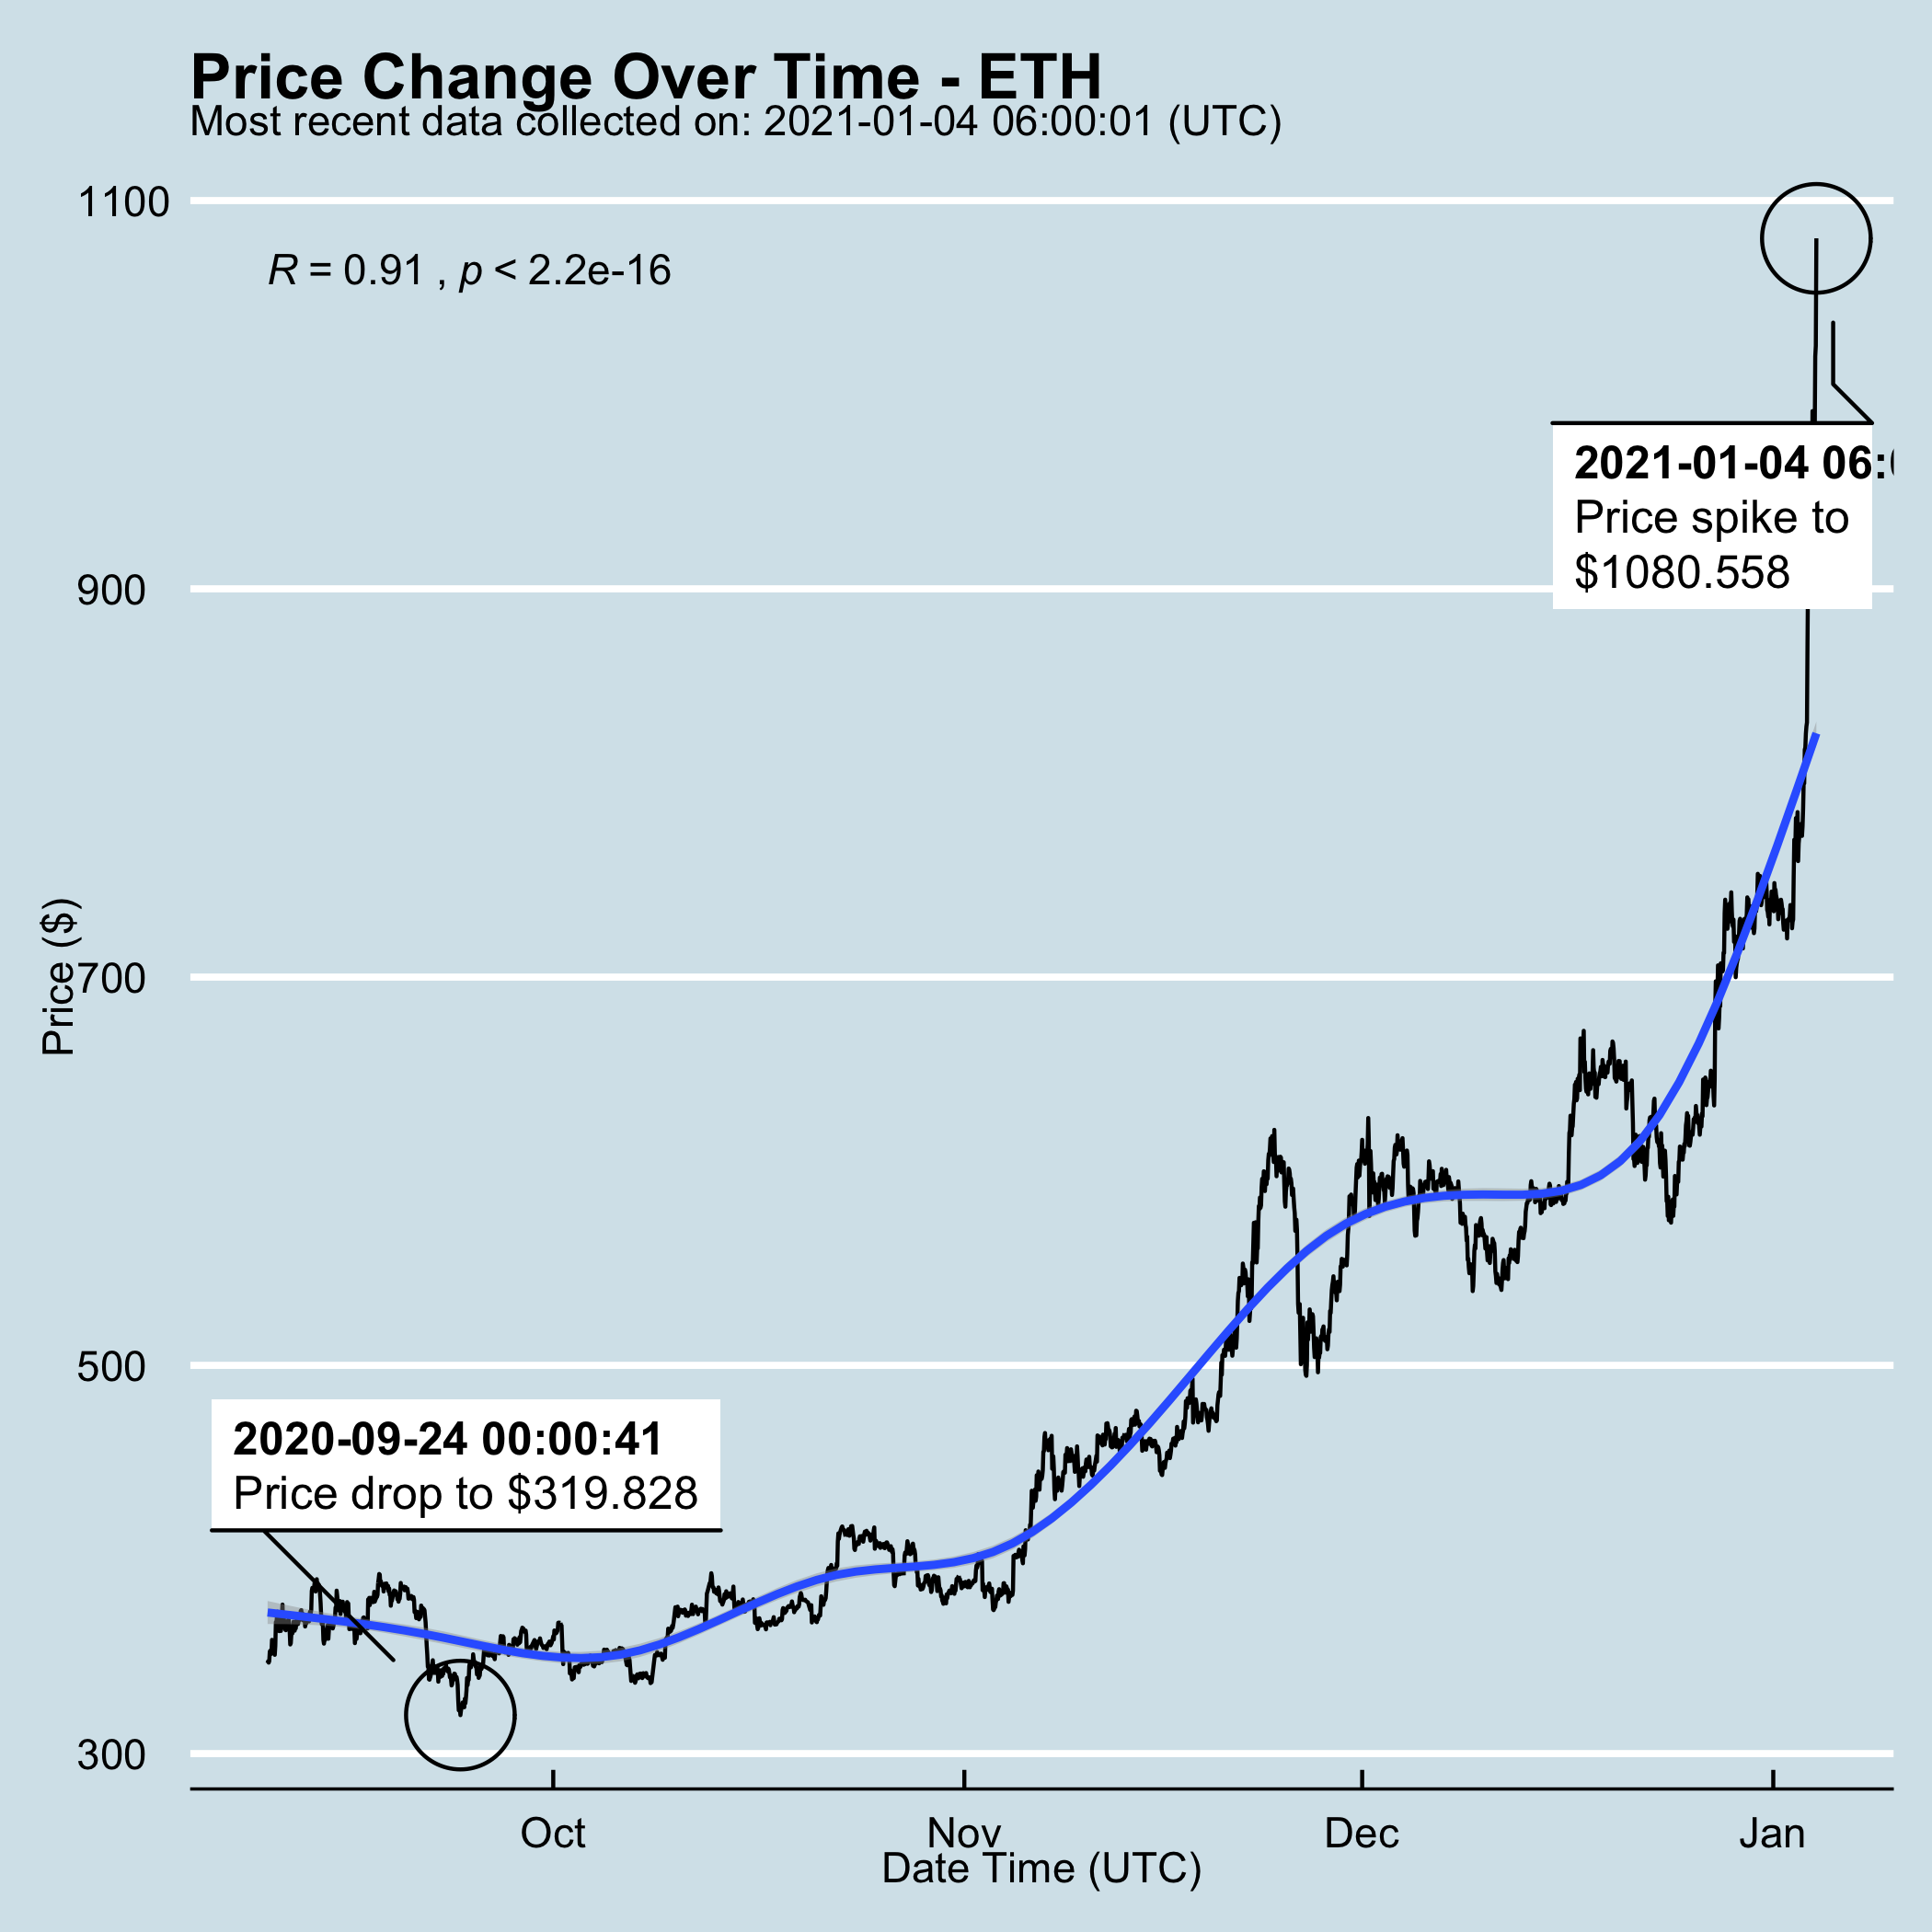 Price Change Over Time - ETH
Most recent data collected on: 2021-01-04 06:00:01 (UTC)
1100
R = 0.91 , p < 2.2e-16
2021-01-04 06:
Price spike to
$1080.558
900
Price ($)
700
500
2020-09-24 00:00:41
Price drop to $319.828
300
Oct
Nov
Dec
Jan
Date Time (UTC)